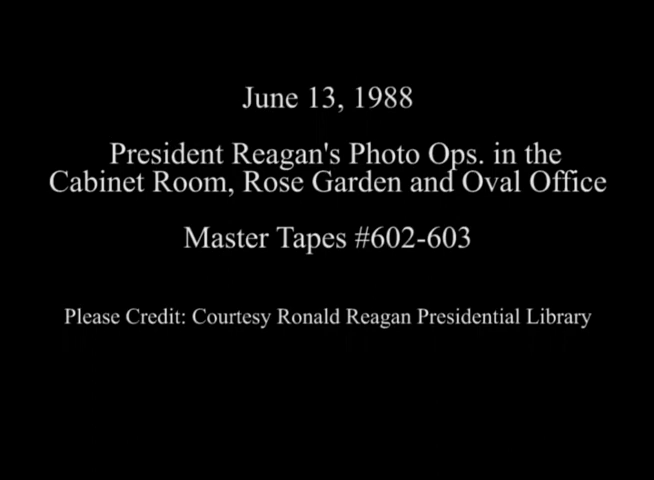 June 13, 1988
President Reagan's Photo Ops. in the
Cabinet Room, Rose Garden and Oval Office
Master Tapes #602-603
Please Credit: Courtesy Ronald Reagan Presidential Library